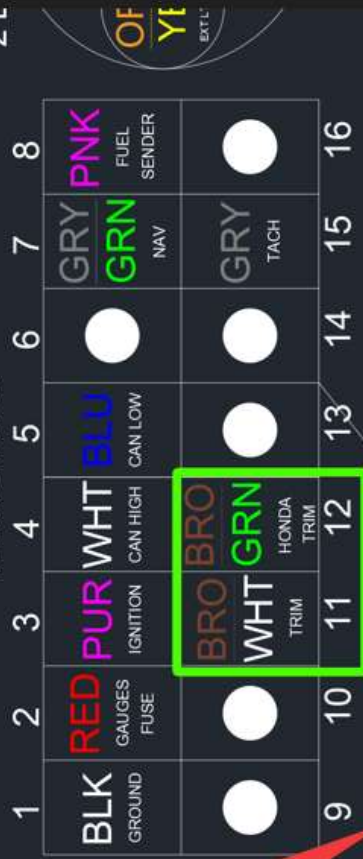 1 2 3 4 5 6 7 8
BLK
GROUND
RED
GAUGES
FUSE
PUR
IGNITION
WHT
CAN HIGH
BLU
CAN LOW
GRY
GRN
NAV
PNK
FUEL
SENDER
BRO
WHT
TRIM
BRO
GRN
HONDA
TRIM
GRY
TACH
9 10 11 12 13 14 15 16